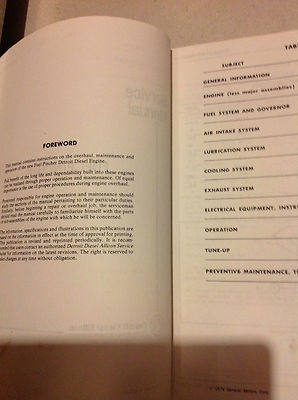 FOREWORD
This manual contains instructions on the overhaul, maintenance and
operation of the new Fuel Pincher Detroit Diesel Engine.
Full benefit of the long life and dependability built into these engines
can be realized through proper operation and maintenance. Of equal
importance is the use of proper procedures during engine overhaul.
Personnel responsible for engine operation and maintenance should
study the sections of the manual pertaining to their particular duties.
Similarly, before beginning a repair or overhaul job, the serviceman
should read the manual carefully to familiarize himself with the parts
or sub-assemblies of the engine with which he will be concerned.
The information, specifications and illustrations in this publication are
based on the information in effect at the time of approval for printing.
This publication is revised and reprinted periodically. It is recom-
mended that users contact an authorized Detroit Diesel Allison Service
Outlet for information on the latest revisions. The right is reserved to
make changes at any time without obligation.
TABL
SUBJECT
GENERAL INFORMATION
ENGINE (less major assemblies)
FUEL SYSTEM AND GOVERNOR
AIR INTAKE SYSTEM
LUBRICATION SYSTEM
COOLING SYSTEM
EXHAUST SYSTEM
ELECTRICAL EQUIPMENT, INSTR
OPERATION
TUNE-UP
PREVENTIVE MAINTENANCE, T
General Motors Corp.